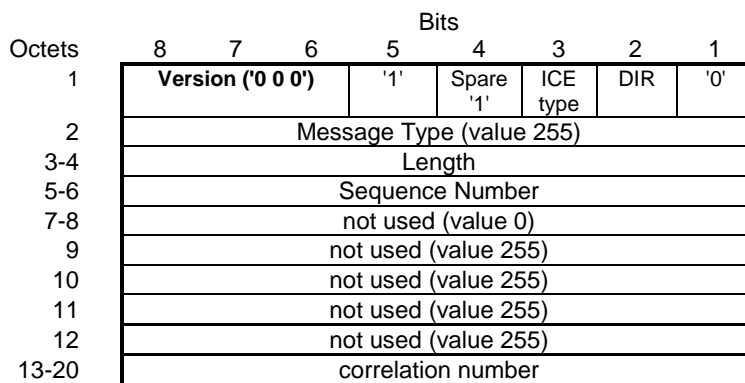 Bits
Octets 8 7 6 5 4 3 2 1
1 Version ('0 0 0') '1' Spare '1' ICE type DIR '0'
2 Message Type (value 255)
3-4 Length
5-6 Sequence Number
7-8 not used (value 0)
9 not used (value 255)
10 not used (value 255)
11 not used (value 255)
12 not used (value 255)
13-20 correlation number